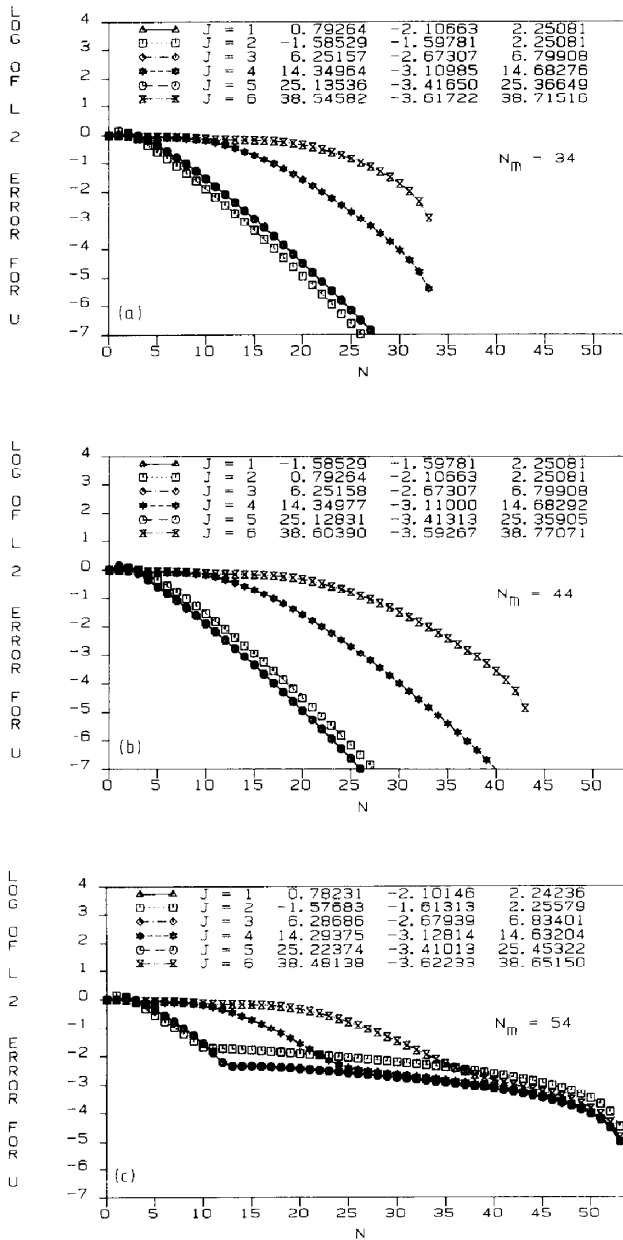 LOG OF L 2 ERROR FOR U
4
3
2
1
0
-1
-2
-3
-4
-5
-6
-7
J = 1 0.79264 -2.10663 2.25081
J = 2 -1.58529 -1.59781 2.25081
J = 3 6.25157 -2.67307 6.79908
J = 4 14.34964 -3.10985 14.68276
J = 5 25.13536 -3.41650 25.36649
J = 6 38.54582 -3.61722 38.71516
Nm = 34
(a)
0 5 10 15 20 25 30 35 40 45 50
N
LOG OF L 2 ERROR FOR U
4
3
2
1
0
-1
-2
-3
-4
-5
-6
-7
J = 1 -1.58529 -1.59781 2.25081
J = 2 0.79264 -2.10663 2.25081
J = 3 6.25158 -2.67307 6.79908
J = 4 14.34977 -3.11000 14.68292
J = 5 25.12831 -3.41313 25.35905
J = 6 38.60390 -3.59267 38.77071
Nm = 44
(b)
0 5 10 15 20 25 30 35 40 45 50
N
LOG OF L 2 ERROR FOR U
4
3
2
1
0
-1
-2
-3
-4
-5
-6
-7
J = 1 0.78231 -2.10146 2.24236
J = 2 -1.57683 -1.61313 2.25579
J = 3 6.28686 -2.67939 6.83401
J = 4 14.29375 -3.12814 14.63204
J = 5 25.22374 -3.41013 25.45322
J = 6 38.48138 -3.62233 38.65150
Nm = 54
(c)
0 5 10 15 20 25 30 35 40 45 50
N